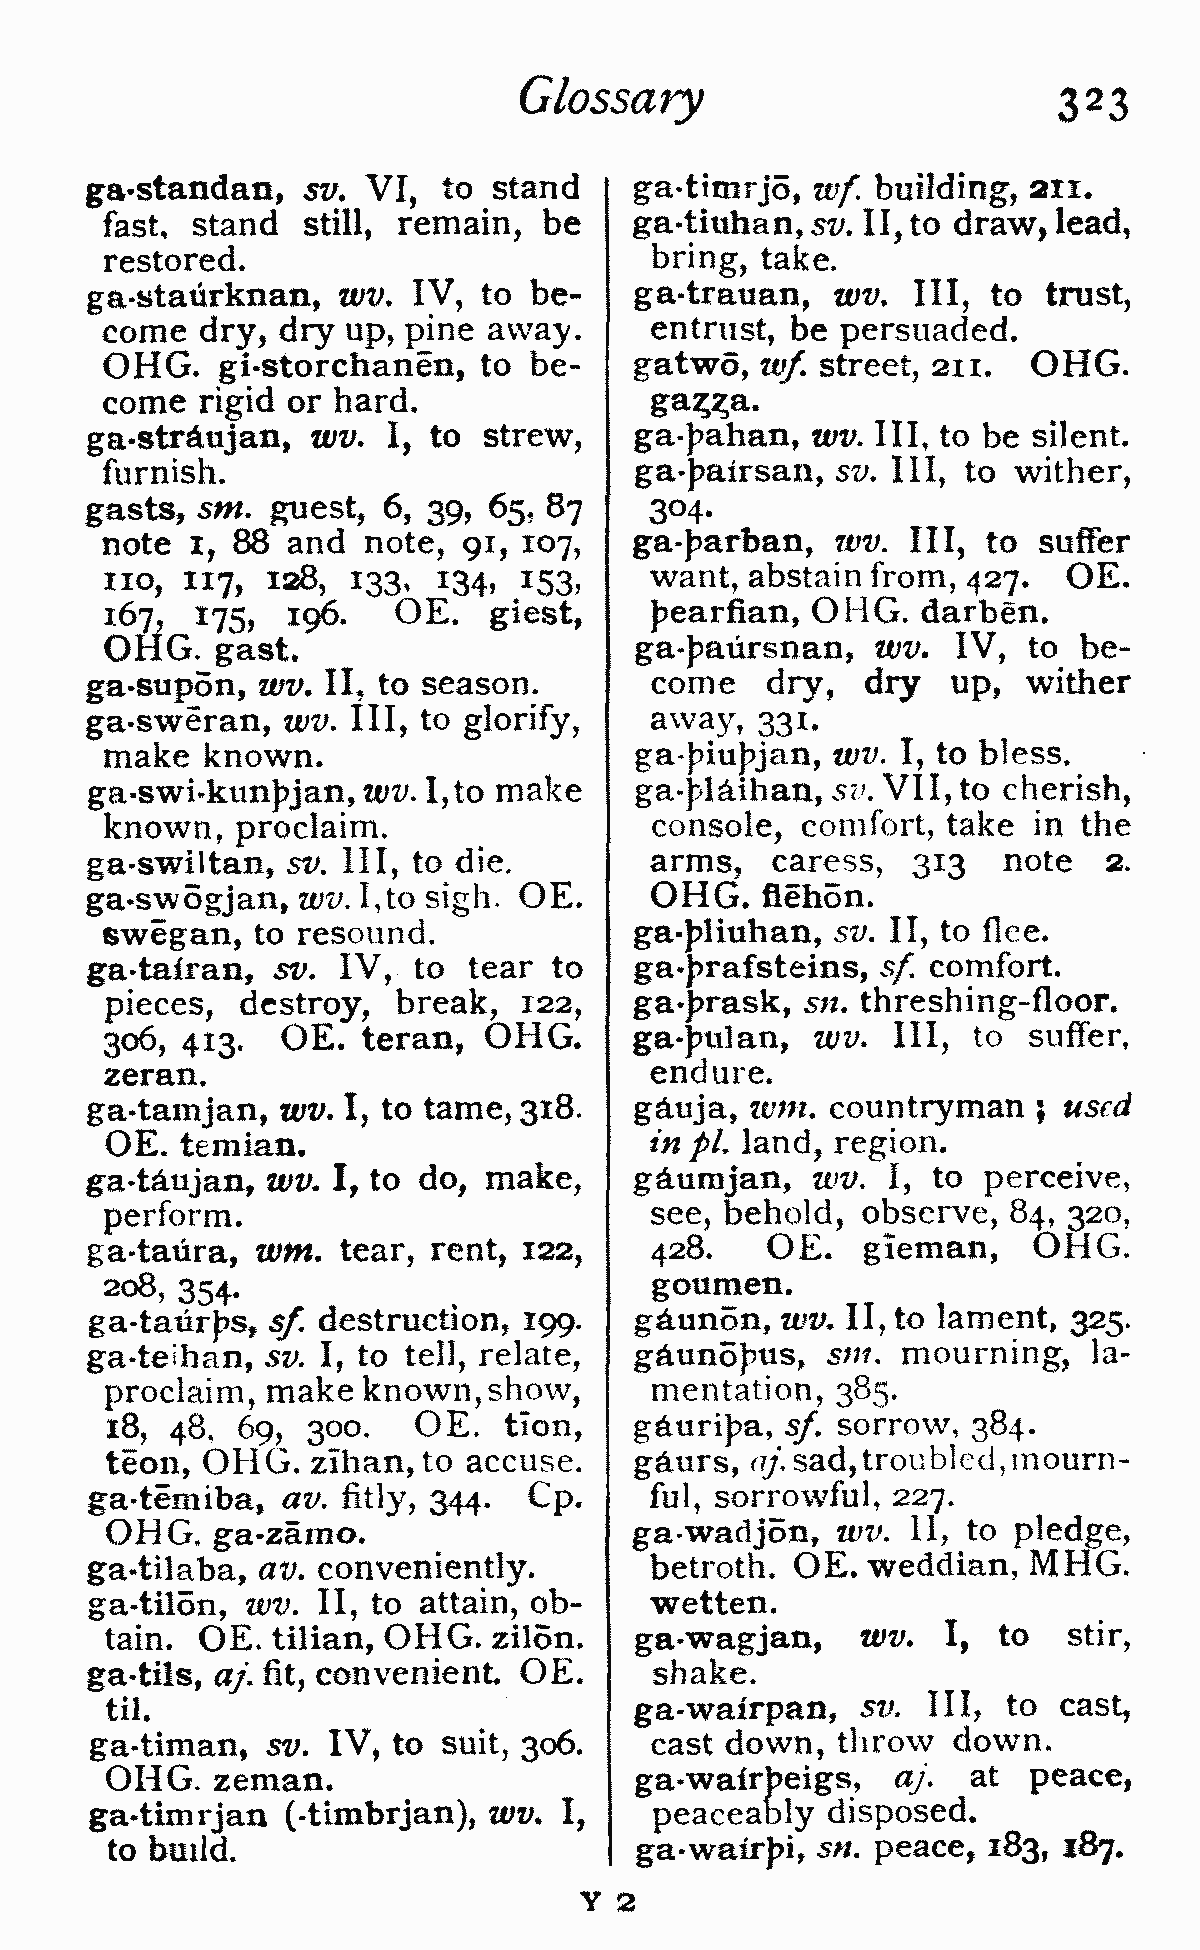 Glossary 323
ga·standan, sv. VI, to stand
fast, stand still, remain, be
restored.
ga·staúrknan, wv. IV, to be-
come dry, dry up, pine away.
OHG. gi·storchanēn, to be-
come rigid or hard.
ga·stráujan, wv. I, to strew,
furnish.
gasts, sm. guest, 6, 39, 65, 87
note 1, 88 and note, 91, 107,
110, 117, 128, 133, 134, 153,
167, 175, 196. OE. giest,
OHG. gast.
ga·supōn, wv. II, to season.
ga·swēran, wv. III, to glorify,
make known.
ga·swi·kunþjan, wv. I, to make
known, proclaim.
ga·swiltan, sv. III, to die.
ga·swōgjan, wv. I, to sigh. OE.
swēgan, to resound.
ga·taíran, sv. IV, to tear to
pieces, destroy, break, 122,
306, 413. OE. teran, OHG.
zeran.
ga·tamjan, wv. I, to tame, 318.
OE. temian.
ga·táujan, wv. I, to do, make,
perform.
ga·taúra, wm. tear, rent, 122,
208, 354.
ga·taúrþs, sf. destruction, 199.
ga·teihan, sv. I, to tell, relate,
proclaim, make known, show,
18, 48, 69, 300. OE. tīon,
tēon, OHG. zīhan, to accuse.
ga·tēmiba, av. fitly, 344. Cp.
OHG. ga·zāmo.
ga·tilaba, av. conveniently.
ga·tilōn, wv. II, to attain, ob-
tain. OE. tilian, OHG. zilōn.
ga·tils, aj. fit, convenient. OE.
til.
ga·timan, sv. IV, to suit, 306.
OHG. zeman.
ga·timrjan (·timbrjan), wv. I,
to build.
ga·timrjō, wf. building, 211.
ga·tiuhan, sv. II, to draw, lead,
bring, take.
ga·trauan, wv. III, to trust,
entrust, be persuaded.
gatwō, wf. street, 211. OHG.
gaȥȥa.
ga·þahan, wv. III, to be silent.
ga·þaírsan, sv. III, to wither,
304.
ga·þarban, wv. III, to suffer
want, abstain from, 427. OE.
þearfian, OHG. darbēn.
ga·þaúrsnan, wv. IV, to be-
come dry, dry up, wither
away, 331.
ga·þiuþjan, wv. I, to bless.
ga·þláihan, sv. VII, to cherish,
console, comfort, take in the
arms, caress, 313 note 2.
OHG. flēhōn.
ga·þliuhan, sv. II, to flee.
ga·þrafsteins, sf. comfort.
ga·þrask, sn. threshing-floor.
ga·þulan, wv. III, to suffer,
endure.
gáuja, wm. countryman; used
in pl. land, region.
gáumjan, wv. I, to perceive,
see, behold, observe, 84, 320,
428. OE. gīeman, OHG.
goumen.
gáunōn, wv. II, to lament, 325.
gáunōþus, sm. mourning, la-
mentation, 385.
gáuriþa, sf. sorrow, 384.
gáurs, aj. sad, troubled, mourn-
ful, sorrowful, 227.
ga·wadjōn, wv. II, to pledge,
betroth. OE. weddian, MHG.
wetten.
ga·wagjan, wv. I, to stir,
shake.
ga·waírpan, sv. III, to cast,
cast down, throw down.
ga·waírþeigs, aj. at peace,
peaceably disposed.
ga·waírþi, sn. peace, 183, 187.
Y 2